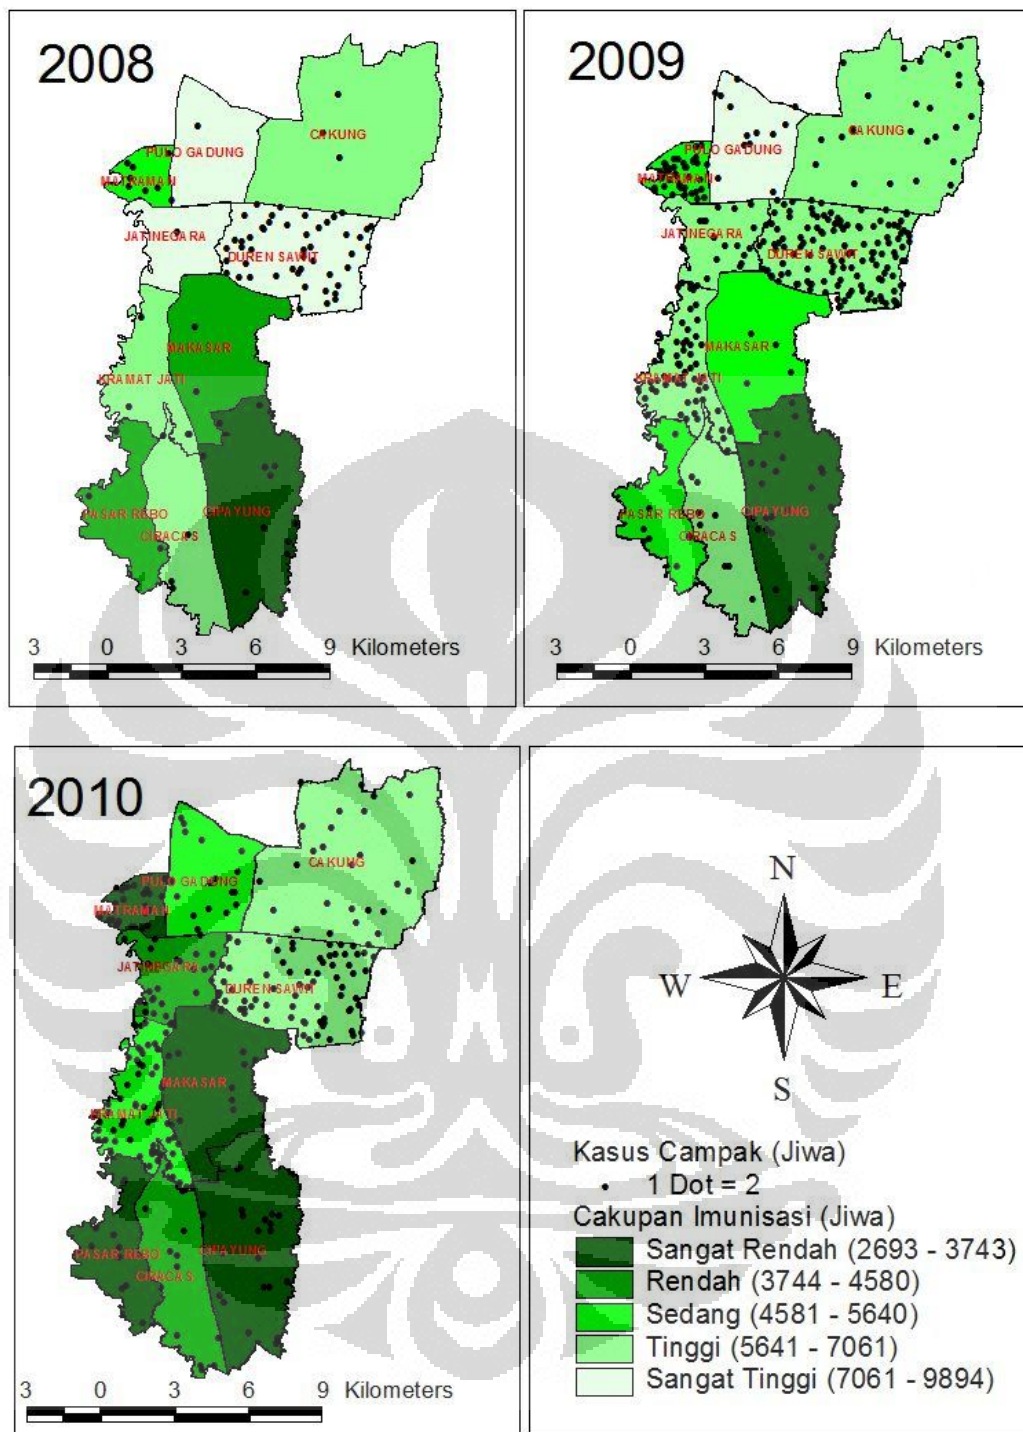 2008
CAKUNG
PULO GADUNG
MATRAMAN
JATINEGARA
DUREN SAWIT
MAKASAR
KRAMAT JATI
PASAR REBO
CIPAYUNG
CIRACAS
3 0 3 6 9 Kilometers
2009
CAKUNG
PULO GADUNG
MATRAMAN
JATINEGARA
DUREN SAWIT
MAKASAR
KRAMAT JATI
PASAR REBO
CIPAYUNG
CIRACAS
3 0 3 6 9 Kilometers
2010
CAKUNG
PULO GADUNG
MATRAMAN
JATINEGARA
DUREN SAWIT
MAKASAR
KRAMAT JATI
PASAR REBO
CIPAYUNG
CIRACAS
3 0 3 6 9 Kilometers
N
W E
S
Kasus Campak (Jiwa)
1 Dot = 2
Cakupan Imunisasi (Jiwa)
Sangat Rendah (2693 - 3743)
Rendah (3744 - 4580)
Sedang (4581 - 5640)
Tinggi (5641 - 7061)
Sangat Tinggi (7061 - 9894)